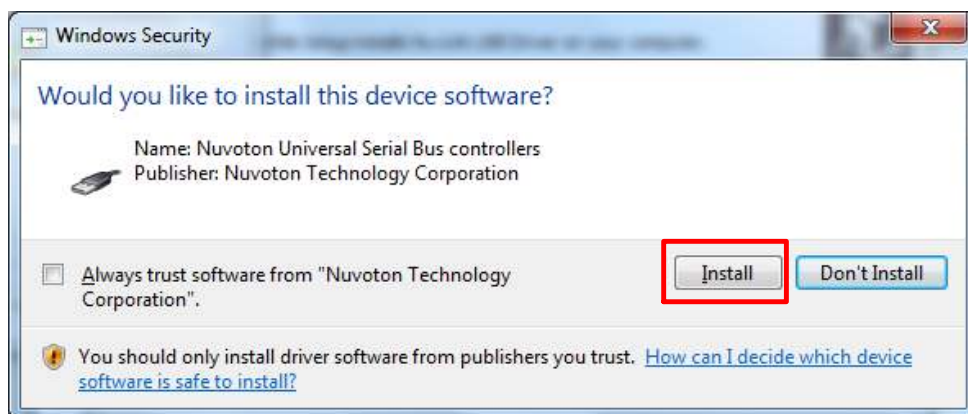 Windows Security
Would you like to install this device software?
Name: Nuvoton Universal Serial Bus controllers
Publisher: Nuvoton Technology Corporation
Always trust software from "Nuvoton Technology
Corporation".
Install
Don't Install
You should only install driver software from publishers you trust. How can I decide which device
software is safe to install?